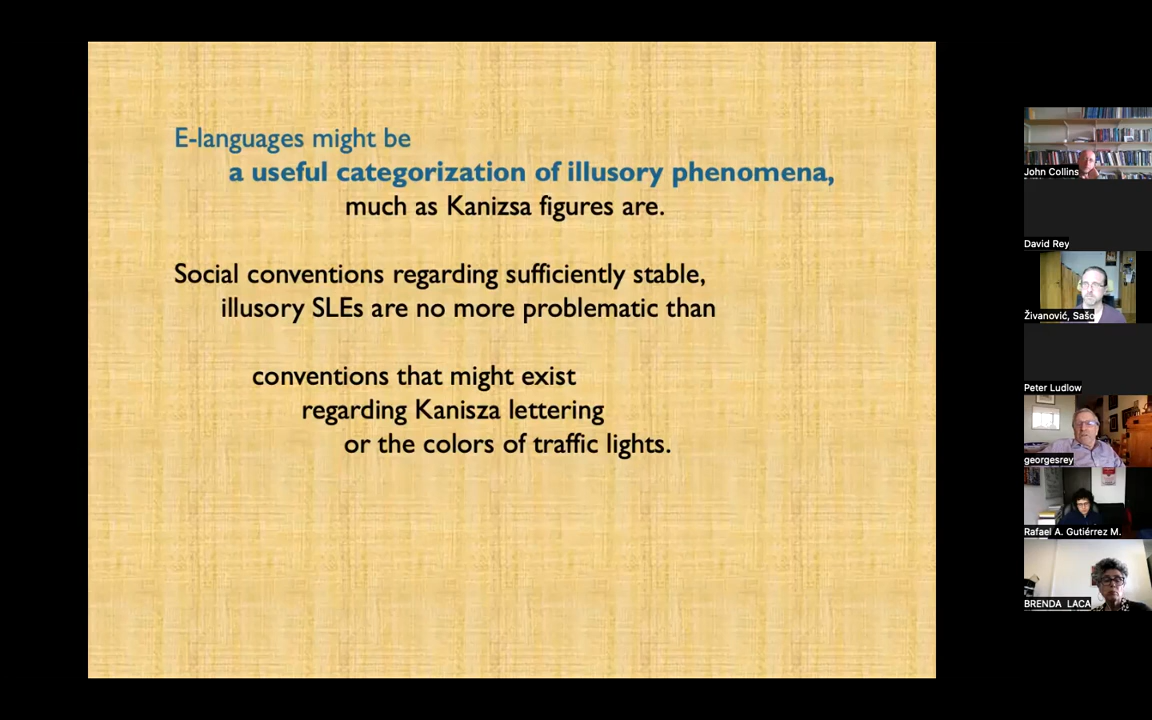 E-languages might be
a useful categorization of illusory phenomena,
much as Kanizsa figures are.
Social conventions regarding sufficiently stable,
illusory SLEs are no more problematic than
conventions that might exist
regarding Kanisza lettering
or the colors of traffic lights.
John Collins
David Rey
Živanović, Sašo
Peter Ludlow
georgesrey
Rafael A. Gutiérrez M.
BRENDA LACA